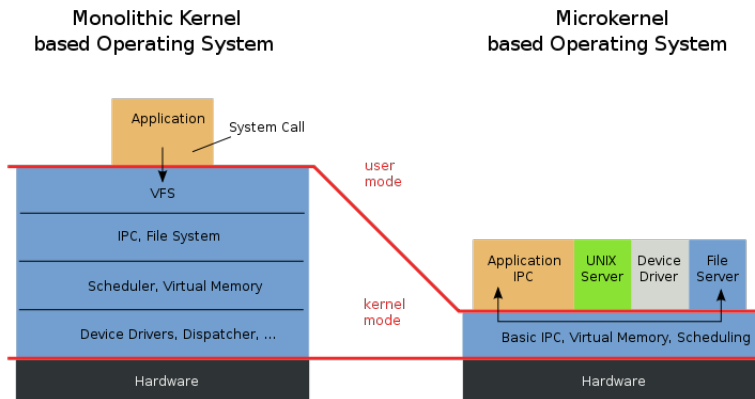 Monolithic Kernel
based Operating System
Microkernel
based Operating System
Application
System Call
user
mode
VFS
IPC, File System
Scheduler, Virtual Memory
kernel
mode
Device Drivers, Dispatcher, ...
Hardware
Application
IPC
UNIX
Server
Device
Driver
File
Server
Basic IPC, Virtual Memory, Scheduling
Hardware